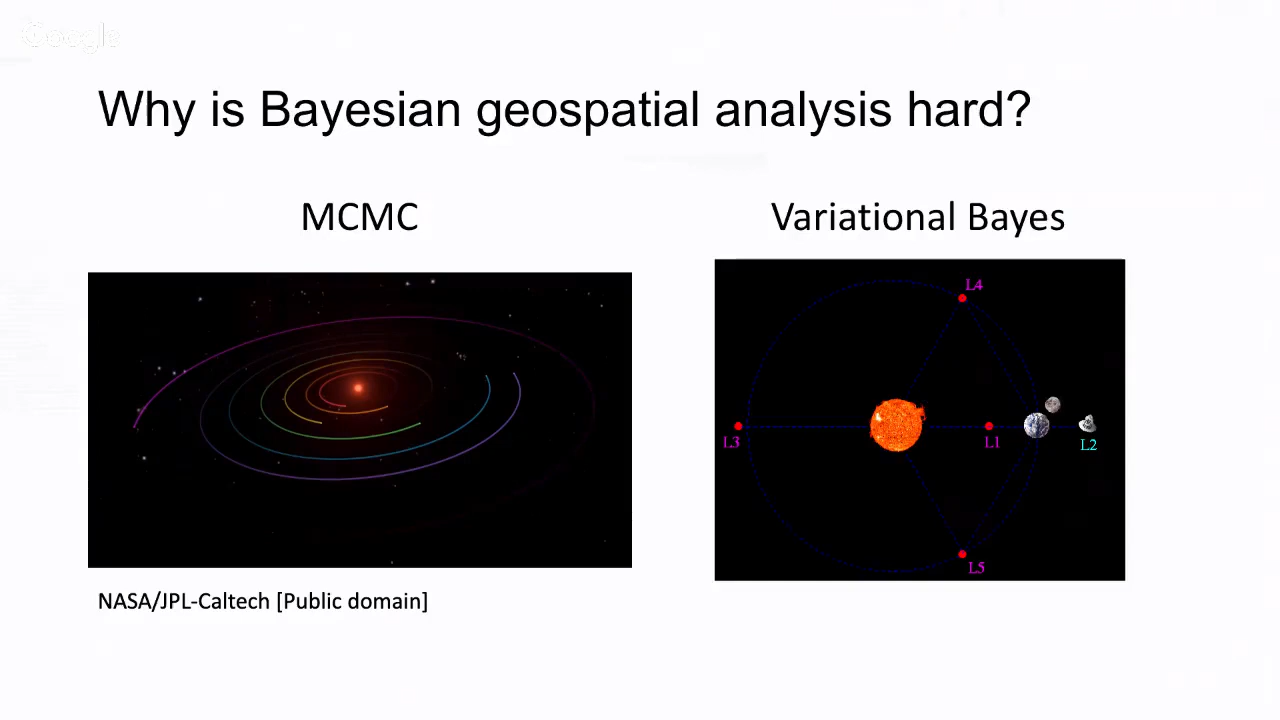 Google
Why is Bayesian geospatial analysis hard?
MCMC
Variational Bayes
L4
L3
L1
L2
L5
NASA/JPL-Caltech [Public domain]